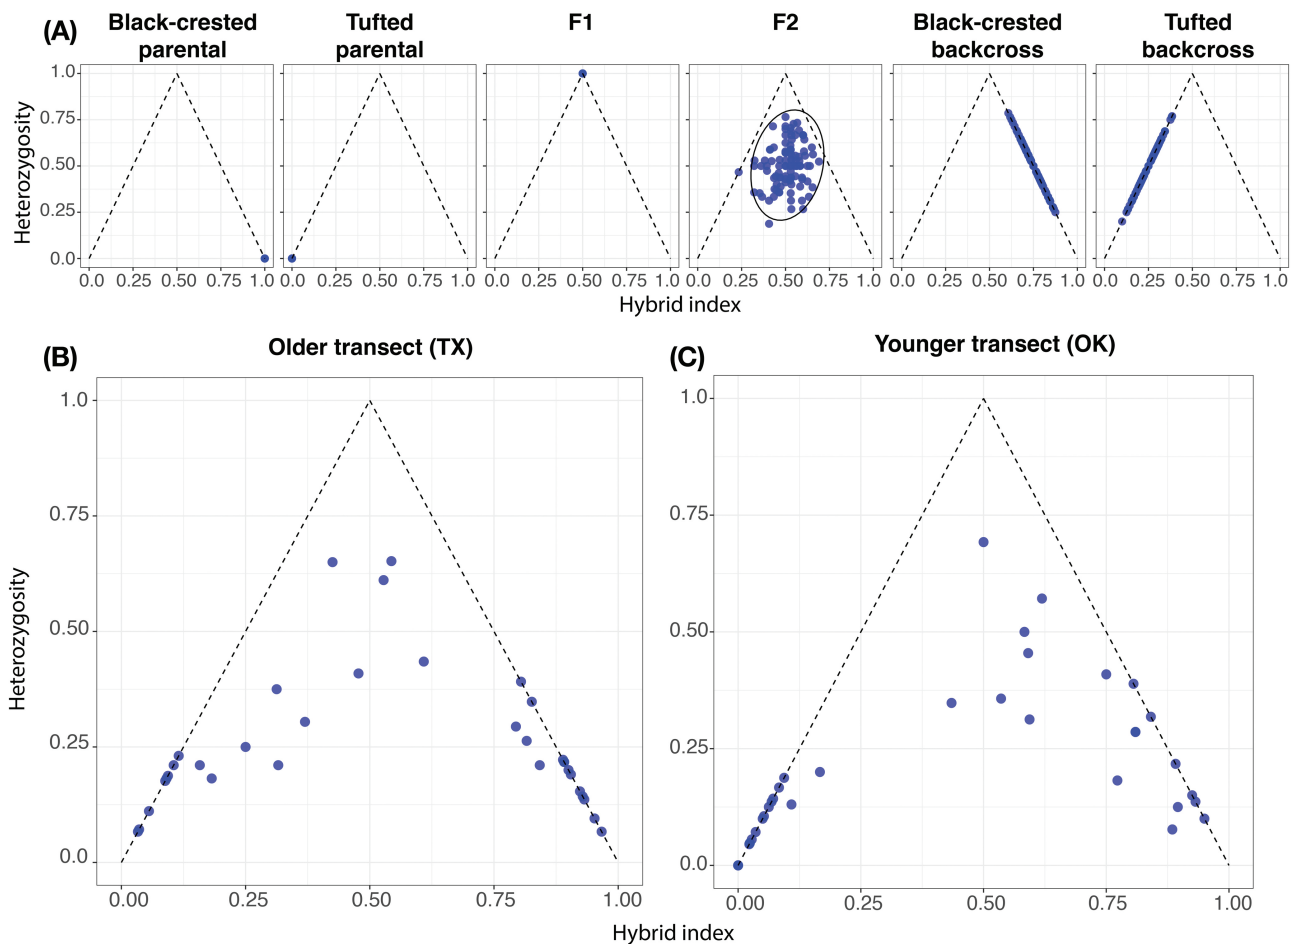 (A)
Black-crested
parental
Tufted
parental
F1
F2
Black-crested
backcross
Tufted
backcross
Heterozygosity
1.0
0.75
0.50
0.25
0.0
0.0 0.25 0.50 0.75 1.0
0.0 0.25 0.50 0.75 1.0
0.0 0.25 0.50 0.75 1.0
0.0 0.25 0.50 0.75 1.0
0.0 0.25 0.50 0.75 1.0
0.0 0.25 0.50 0.75 1.0
Hybrid index
(B)
Older transect (TX)
Heterozygosity
1.0
0.75
0.50
0.25
0.0
0.00 0.25 0.50 0.75 1.00
(C)
Younger transect (OK)
1.0
0.75
0.50
0.25
0.0
0.00 0.25 0.50 0.75 1.00
Hybrid index